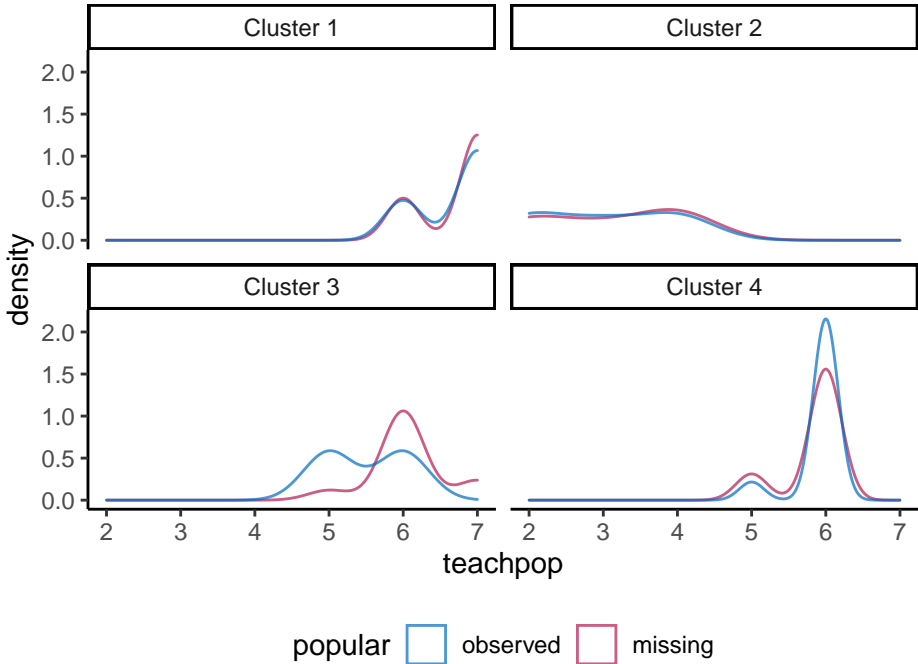 Cluster 1 Cluster 2
2.0
1.5
1.0
0.5
0.0
density
Cluster 3 Cluster 4
2.0
1.5
1.0
0.5
0.0
2 3 4 5 6 7 2 3 4 5 6 7
teachpop
popular observed missing